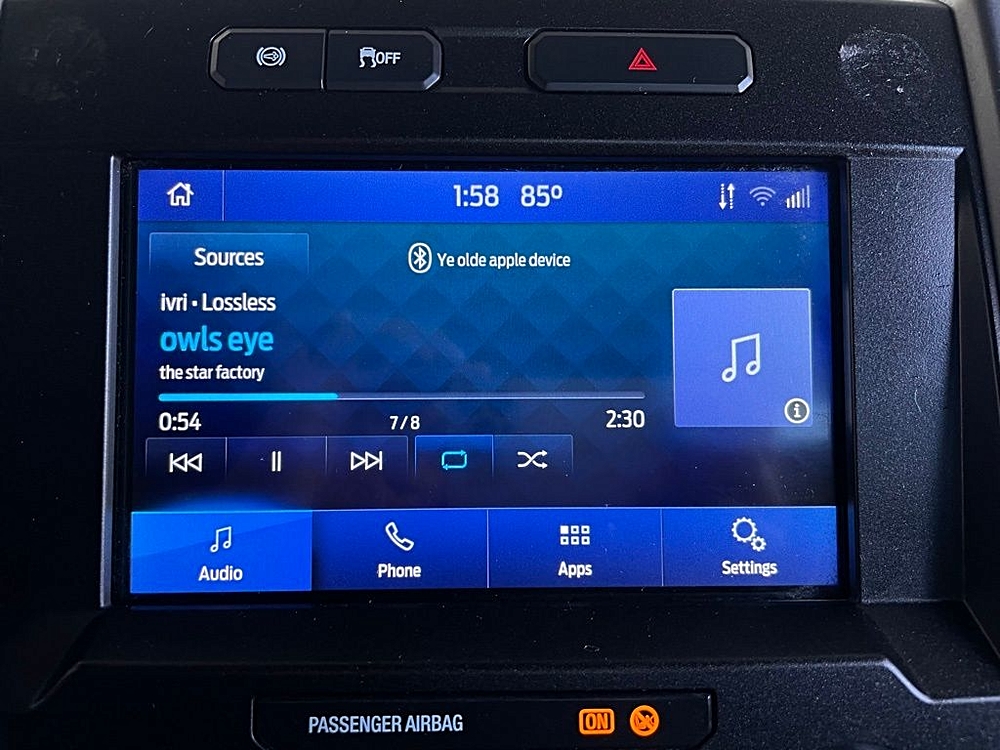 OFF
1:58 85º
Sources
Ye olde apple device
ivri • Lossless
owls eye
the star factory
0:54 7/8 2:30
Audio Phone Apps Settings
PASSENGER AIRBAG ON